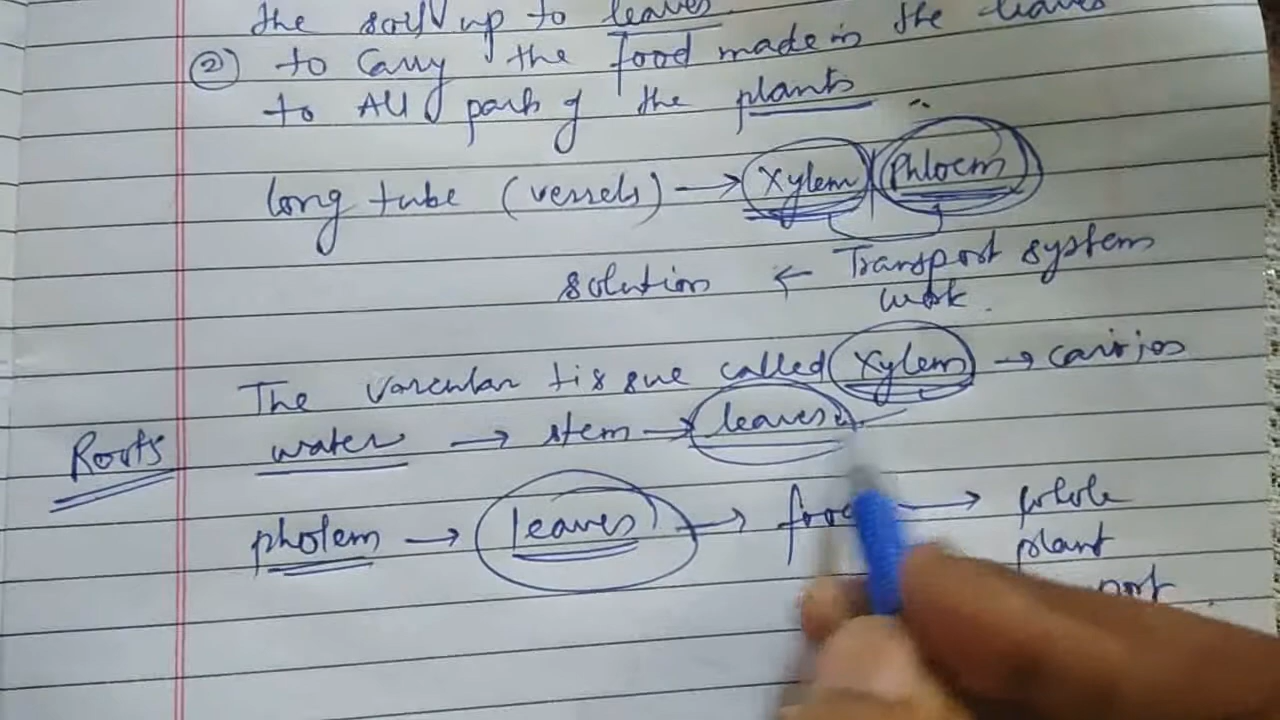 the soil up to leaves
② to carry the food made in the leaves
to All parts of the plants
long tube (vessels) → Xylem Phloem
solution ← Transport system
work.
The vascular tissue called Xylem → carries
Roots water → stem → leaves
pholem → leaves → food → whole
plant
port